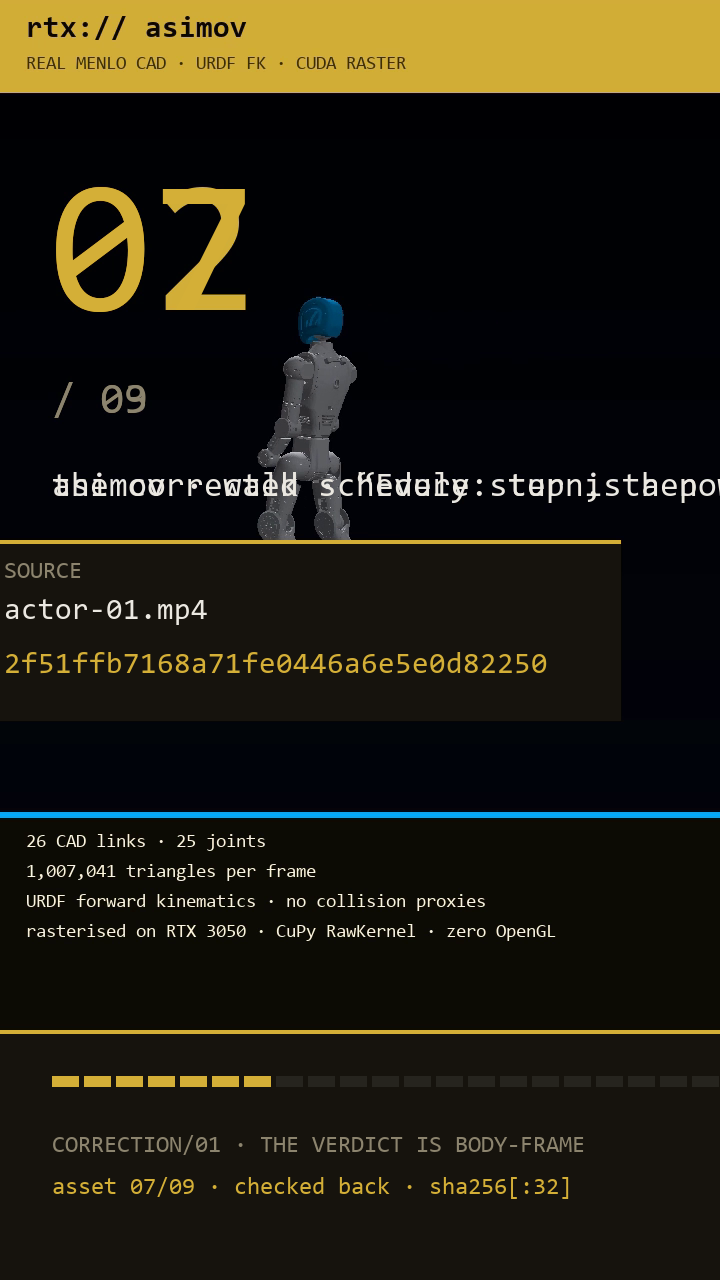 rtx:// asimov
REAL MENLO CAD · URDF FK · CUDA RASTER
/ 09
SOURCE
actor-01.mp4
2f51ffb7168a71fe0446a6e5e0d82250
26 CAD links · 25 joints
1,007,041 triangles per frame
URDF forward kinematics · no collision proxies
rasterised on RTX 3050 · CuPy RawKernel · zero OpenGL
CORRECTION/01 · THE VERDICT IS BODY-FRAME
asset 07/09 · checked back · sha256[:32]